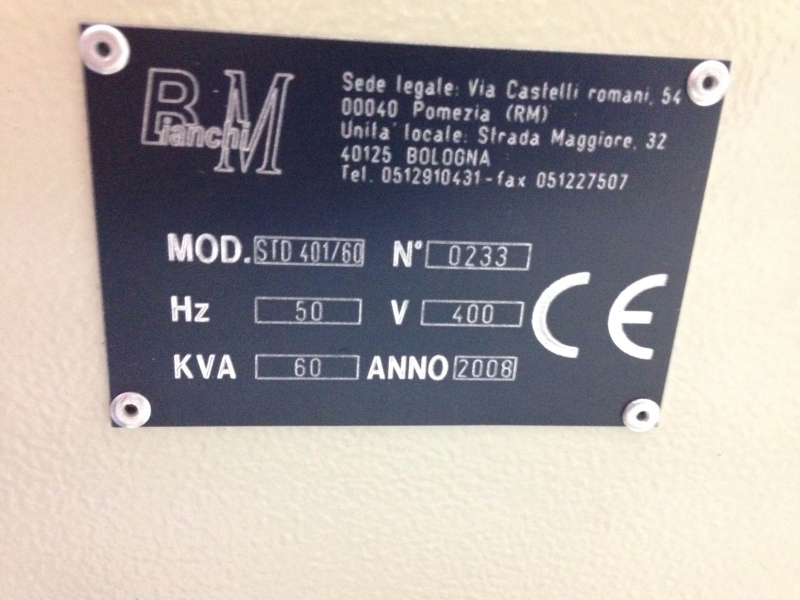 Bianchi M
Sede legale: Via Castelli romani, 54
00040 Pomezia (RM)
Unita' locale: Strada Maggiore, 32
40125 BOLOGNA
Tel. 0512910431-fax 051227507
MOD. STD 401/60 N° 0233
Hz 50 V 400
KVA 60 ANNO 2008
CE